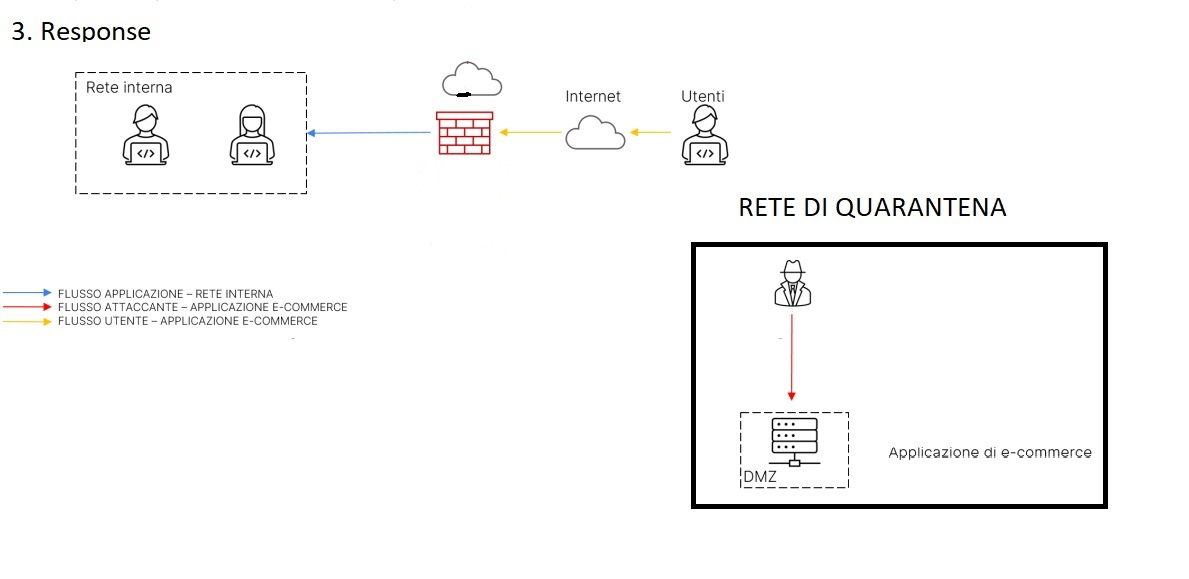 3. Response
Rete interna
</>
</>
Internet
Utenti
</>
RETE DI QUARANTENA
FLUSSO APPLICAZIONE – RETE INTERNA
FLUSSO ATTACCANTE – APPLICAZIONE E-COMMERCE
FLUSSO UTENTE – APPLICAZIONE E-COMMERCE
Applicazione di e-commerce
DMZ